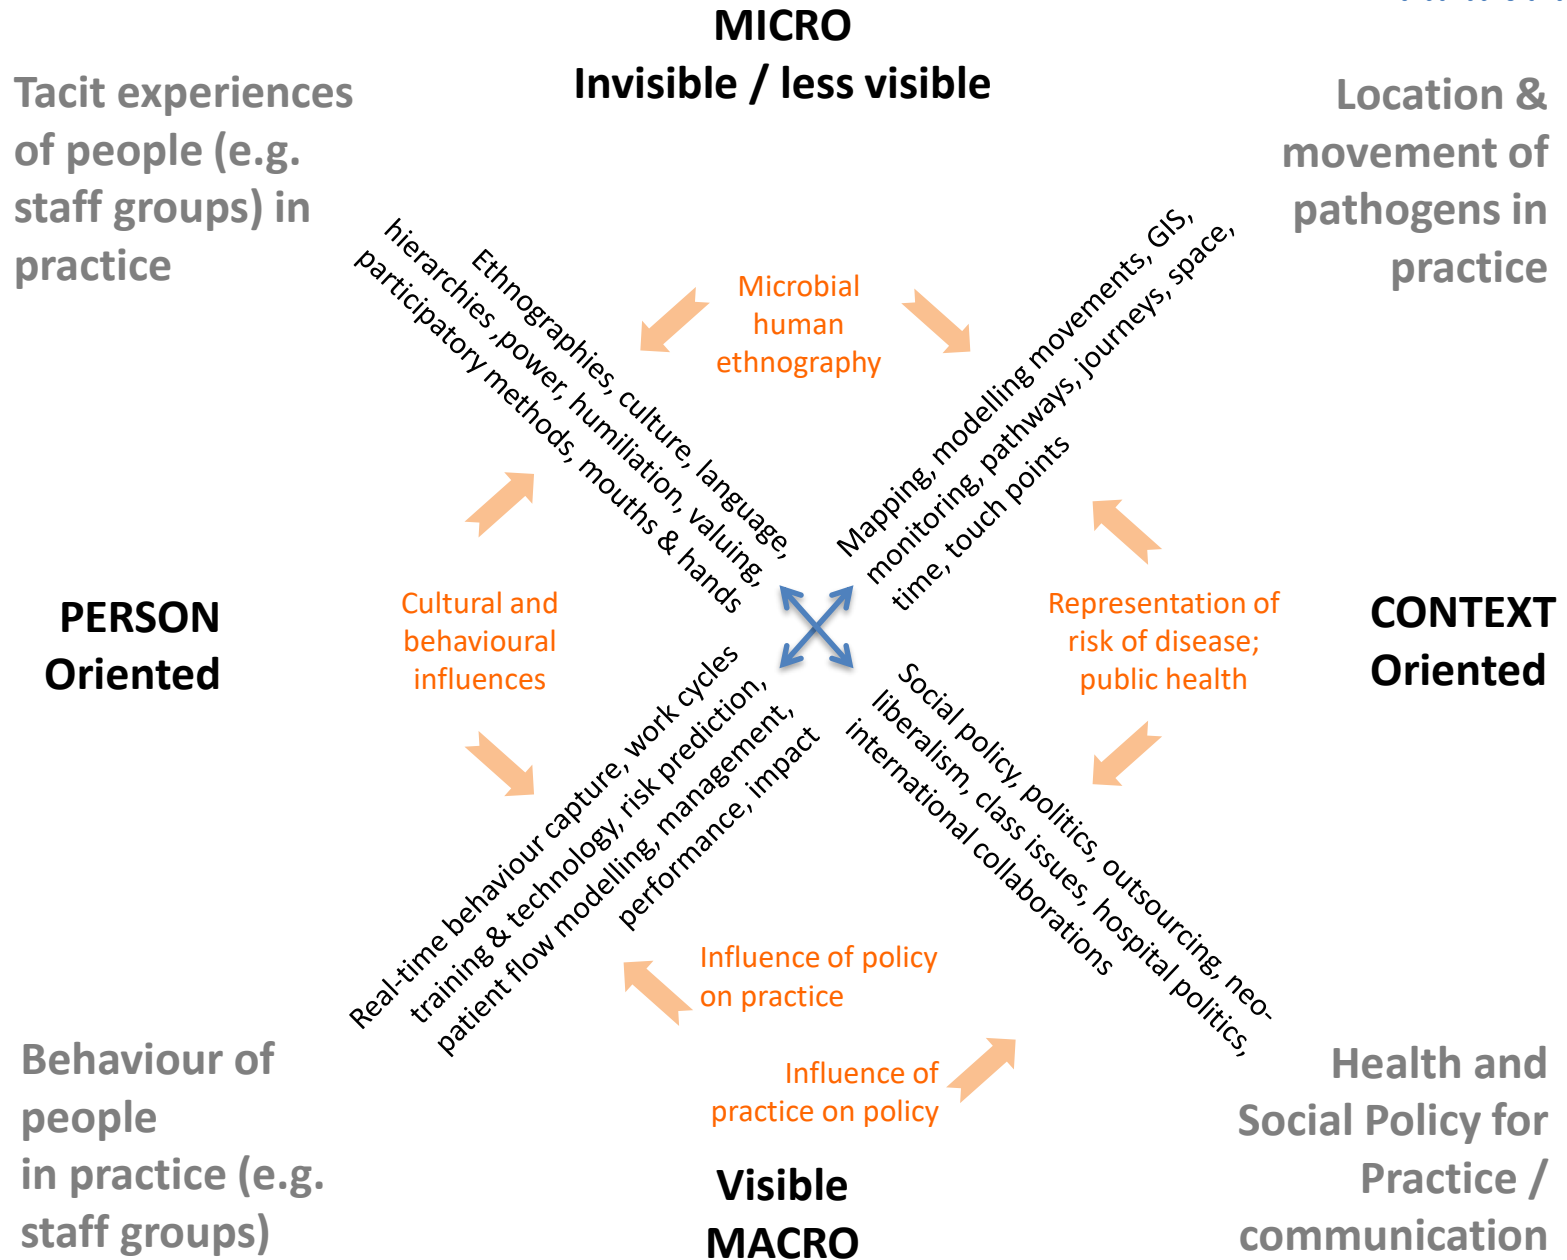 MICRO
Invisible / less visible
Tacit experiences
of people (e.g.
staff groups) in
practice
Location &
movement of
pathogens in
practice
Ethnographies, culture, language,
hierarchies ,power, humiliation, valuing,
participatory methods, mouths & hands
Microbial
human
ethnography
Mapping, modelling movements, GIS,
monitoring, pathways, journeys, space,
time, touch points
PERSON
Oriented
Cultural and
behavioural
influences
Representation of
risk of disease;
public health
CONTEXT
Oriented
Real-time behaviour capture, work cycles
training & technology, risk prediction,
patient flow modelling, management,
performance, impact
Social policy, politics, outsourcing, neo-
liberalism, class issues, hospital politics,
international collaborations
Influence of policy
on practice
Influence of
practice on policy
Behaviour of
people
in practice (e.g.
staff groups)
Health and
Social Policy for
Practice /
communication
Visible
MACRO